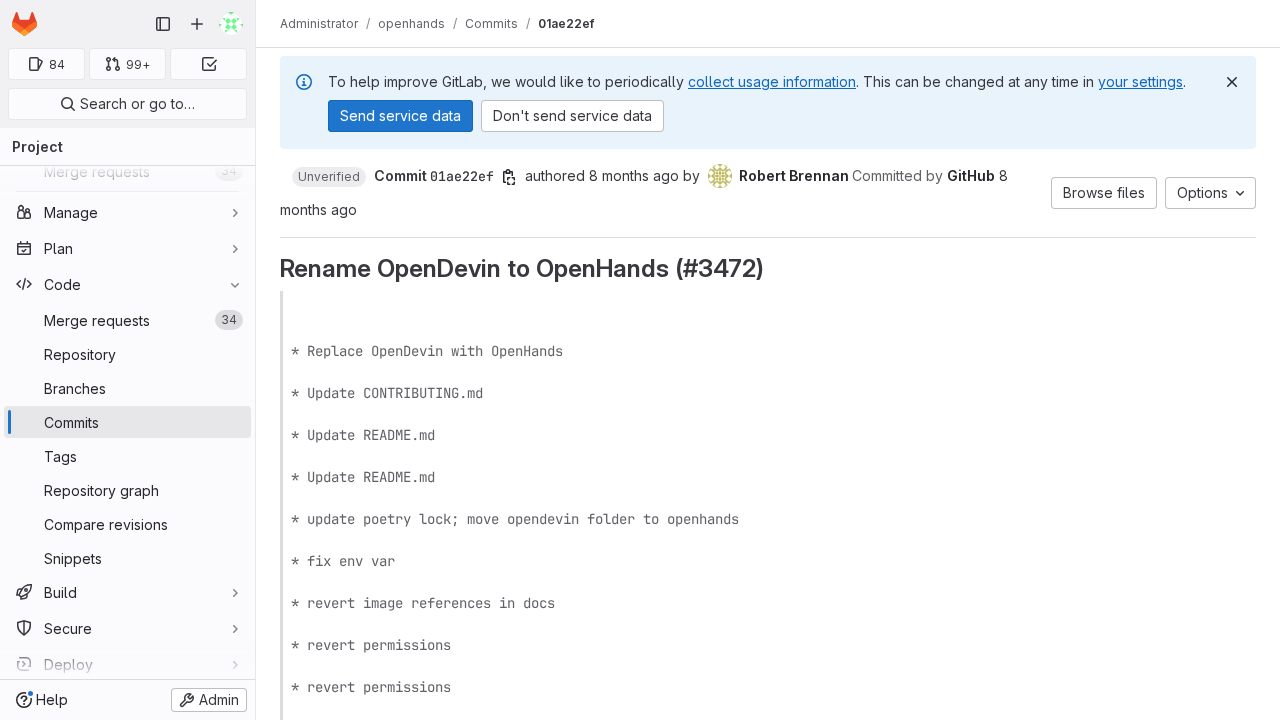 84
99+
Search or go to…
Project
Merge requests
34
Manage
Plan
Code
Merge requests
34
Repository
Branches
Commits
Tags
Repository graph
Compare revisions
Snippets
Build
Secure
Deploy
Help
Admin
Administrator / openhands / Commits / 01ae22ef
To help improve GitLab, we would like to periodically collect usage information. This can be changed at any time in your settings.
Send service data
Don't send service data
Unverified Commit 01ae22ef authored 8 months ago by Robert Brennan Committed by GitHub 8
months ago
Browse files
Options
Rename OpenDevin to OpenHands (#3472)
* Replace OpenDevin with OpenHands
* Update CONTRIBUTING.md
* Update README.md
* Update README.md
* update poetry lock; move opendevin folder to openhands
* fix env var
* revert image references in docs
* revert permissions
* revert permissions